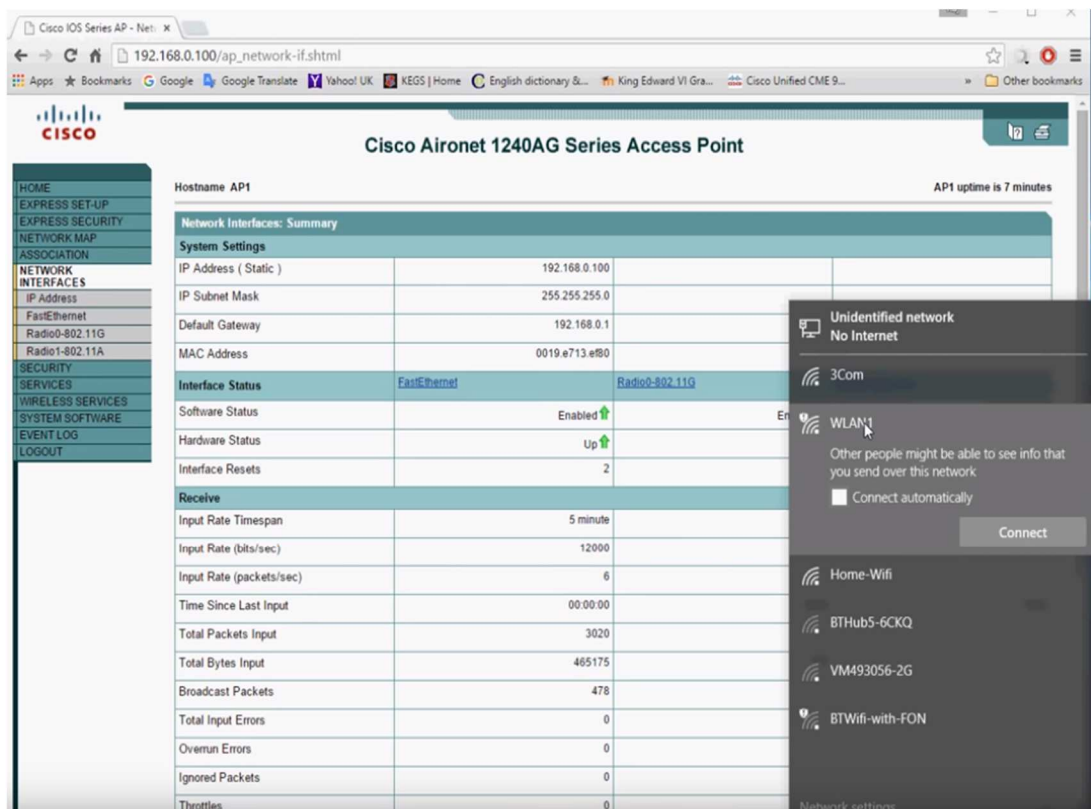 Cisco IOS Series AP - Net
192.168.0.100/ap_network-if.shtml
Apps Bookmarks Google Google Translate Yahoo! UK KEGS | Home English dictionary &... King Edward VI Gra... Cisco Unified CME 9... » Other bookmarks
CISCO
Cisco Aironet 1240AG Series Access Point
HOME
EXPRESS SET-UP
EXPRESS SECURITY
NETWORK MAP
ASSOCIATION
NETWORK
INTERFACES
IP Address
FastEthernet
Radio0-802.11G
Radio1-802.11A
SECURITY
SERVICES
WIRELESS SERVICES
SYSTEM SOFTWARE
EVENT LOG
LOGOUT
Hostname AP1 AP1 uptime is 7 minutes
Network Interfaces: Summary
System Settings
IP Address ( Static ) 192.168.0.100
IP Subnet Mask 255.255.255.0
Default Gateway 192.168.0.1
MAC Address 0019.e713.ef80
Interface Status FastEthernet Radio0-802.11G
Software Status Enabled En
Hardware Status Up
Interface Resets 2
Receive
Input Rate Timespan 5 minute
Input Rate (bits/sec) 12000
Input Rate (packets/sec) 6
Time Since Last Input 00:00:00
Total Packets Input 3020
Total Bytes Input 465175
Broadcast Packets 478
Total Input Errors 0
Overrun Errors 0
Ignored Packets 0
Throttles 0
Unidentified network
No Internet
3Com
WLAN1
Other people might be able to see info that
you send over this network
Connect automatically
Connect
Home-Wifi
BTHub5-6CKQ
VM493056-2G
BTWifi-with-FON
Network settings